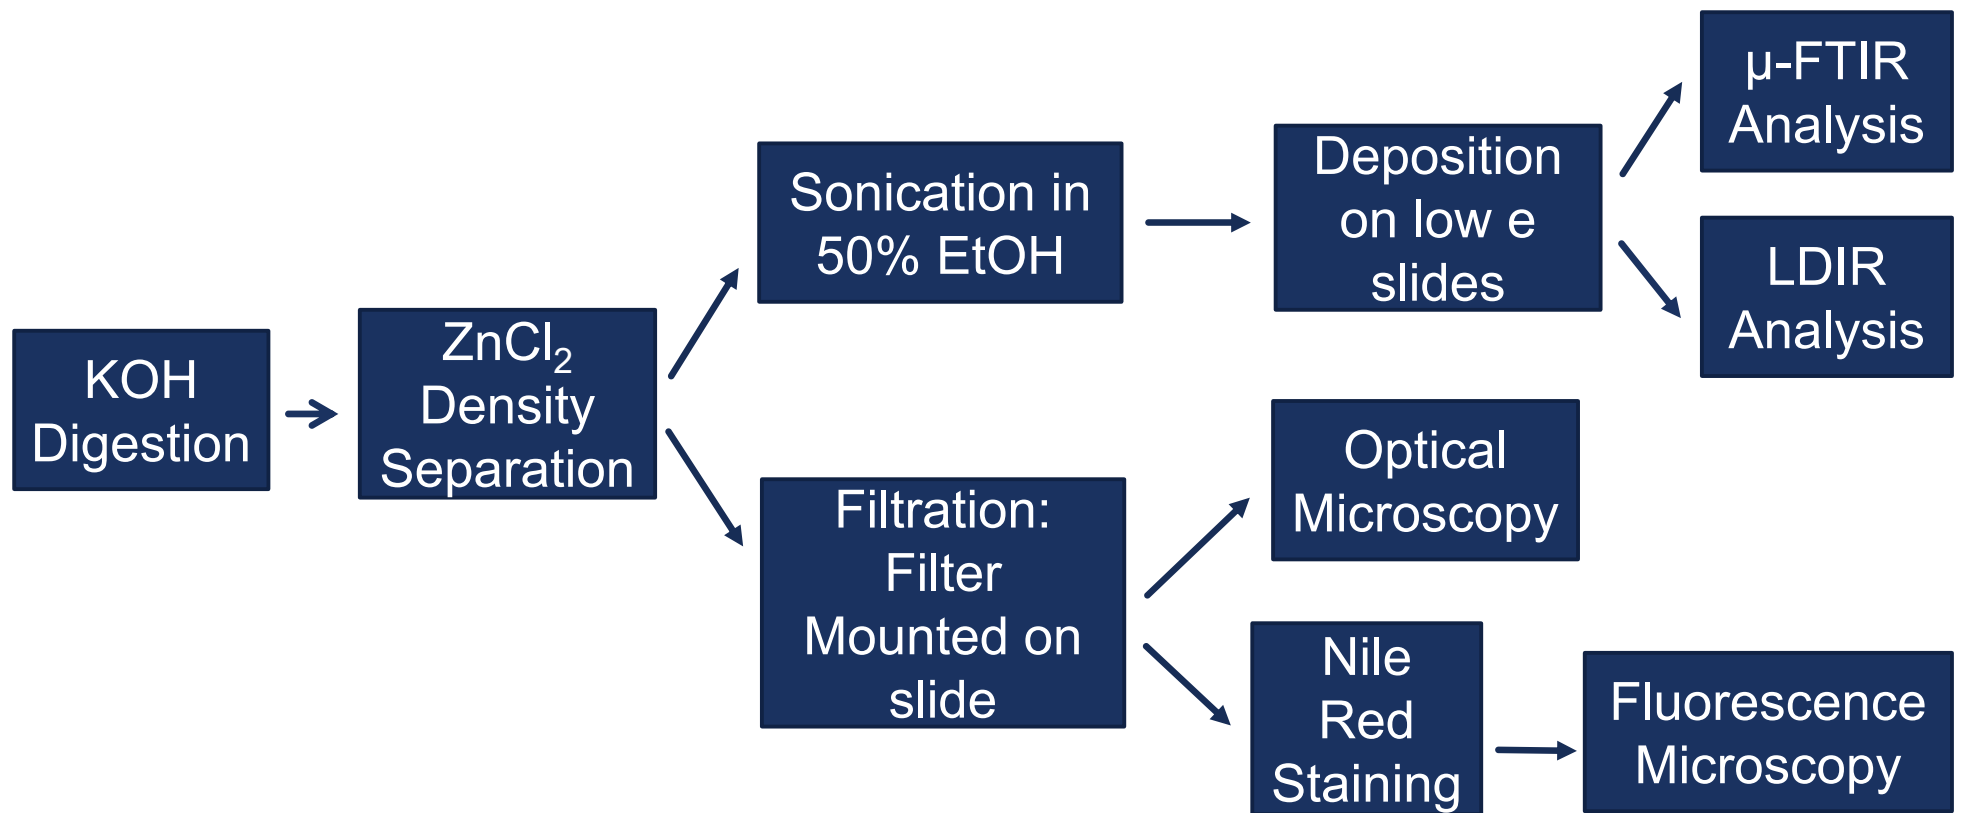 KOH
Digestion
ZnCl₂
Density
Separation
Sonication in
50% EtOH
Deposition
on low e
slides
µ-FTIR
Analysis
LDIR
Analysis
Filtration:
Filter
Mounted on
slide
Optical
Microscopy
Nile
Red
Staining
Fluorescence
Microscopy